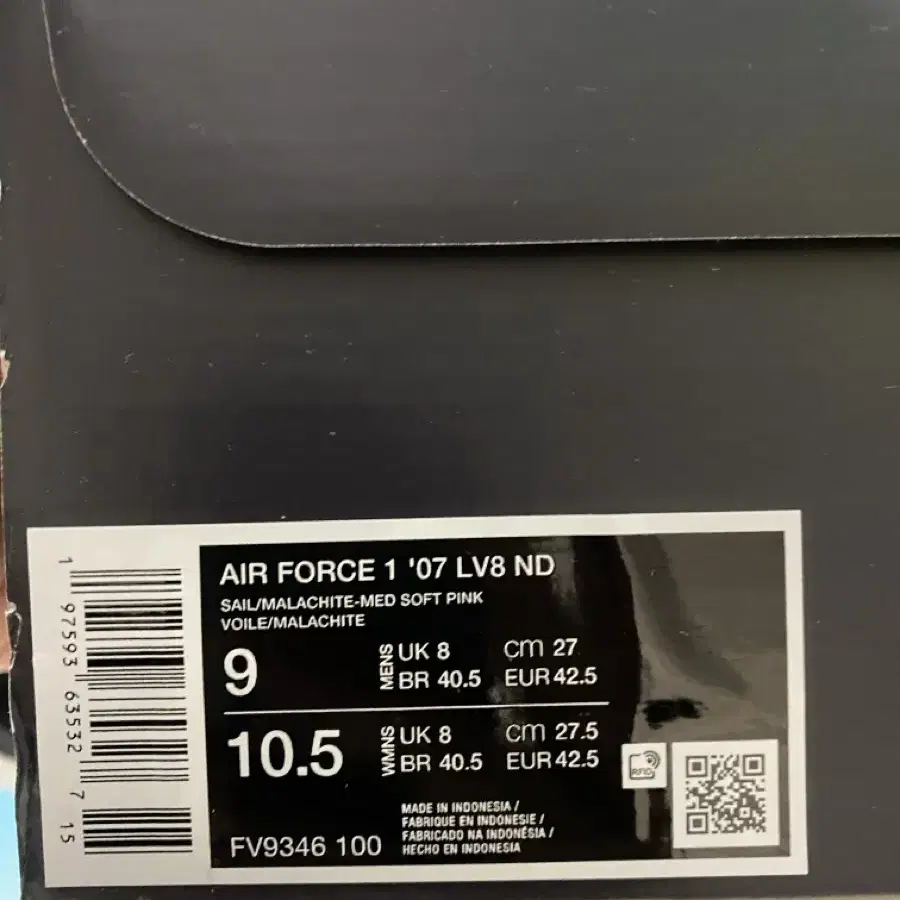 AIR FORCE 1 '07 LV8 ND
SAIL/MALACHITE-MED SOFT PINK
VOILE/MALACHITE
9 MENS UK 8 CM 27
BR 40.5 EUR 42.5
10.5 WMNS UK 8 CM 27.5
BR 40.5 EUR 42.5
MADE IN INDONESIA /
FABRIQUE EN INDONESIE /
FABRICADO NA INDONÉSIA /
HECHO EN INDONESIA
FV9346 100
RFID
1 97593 63532 7 15